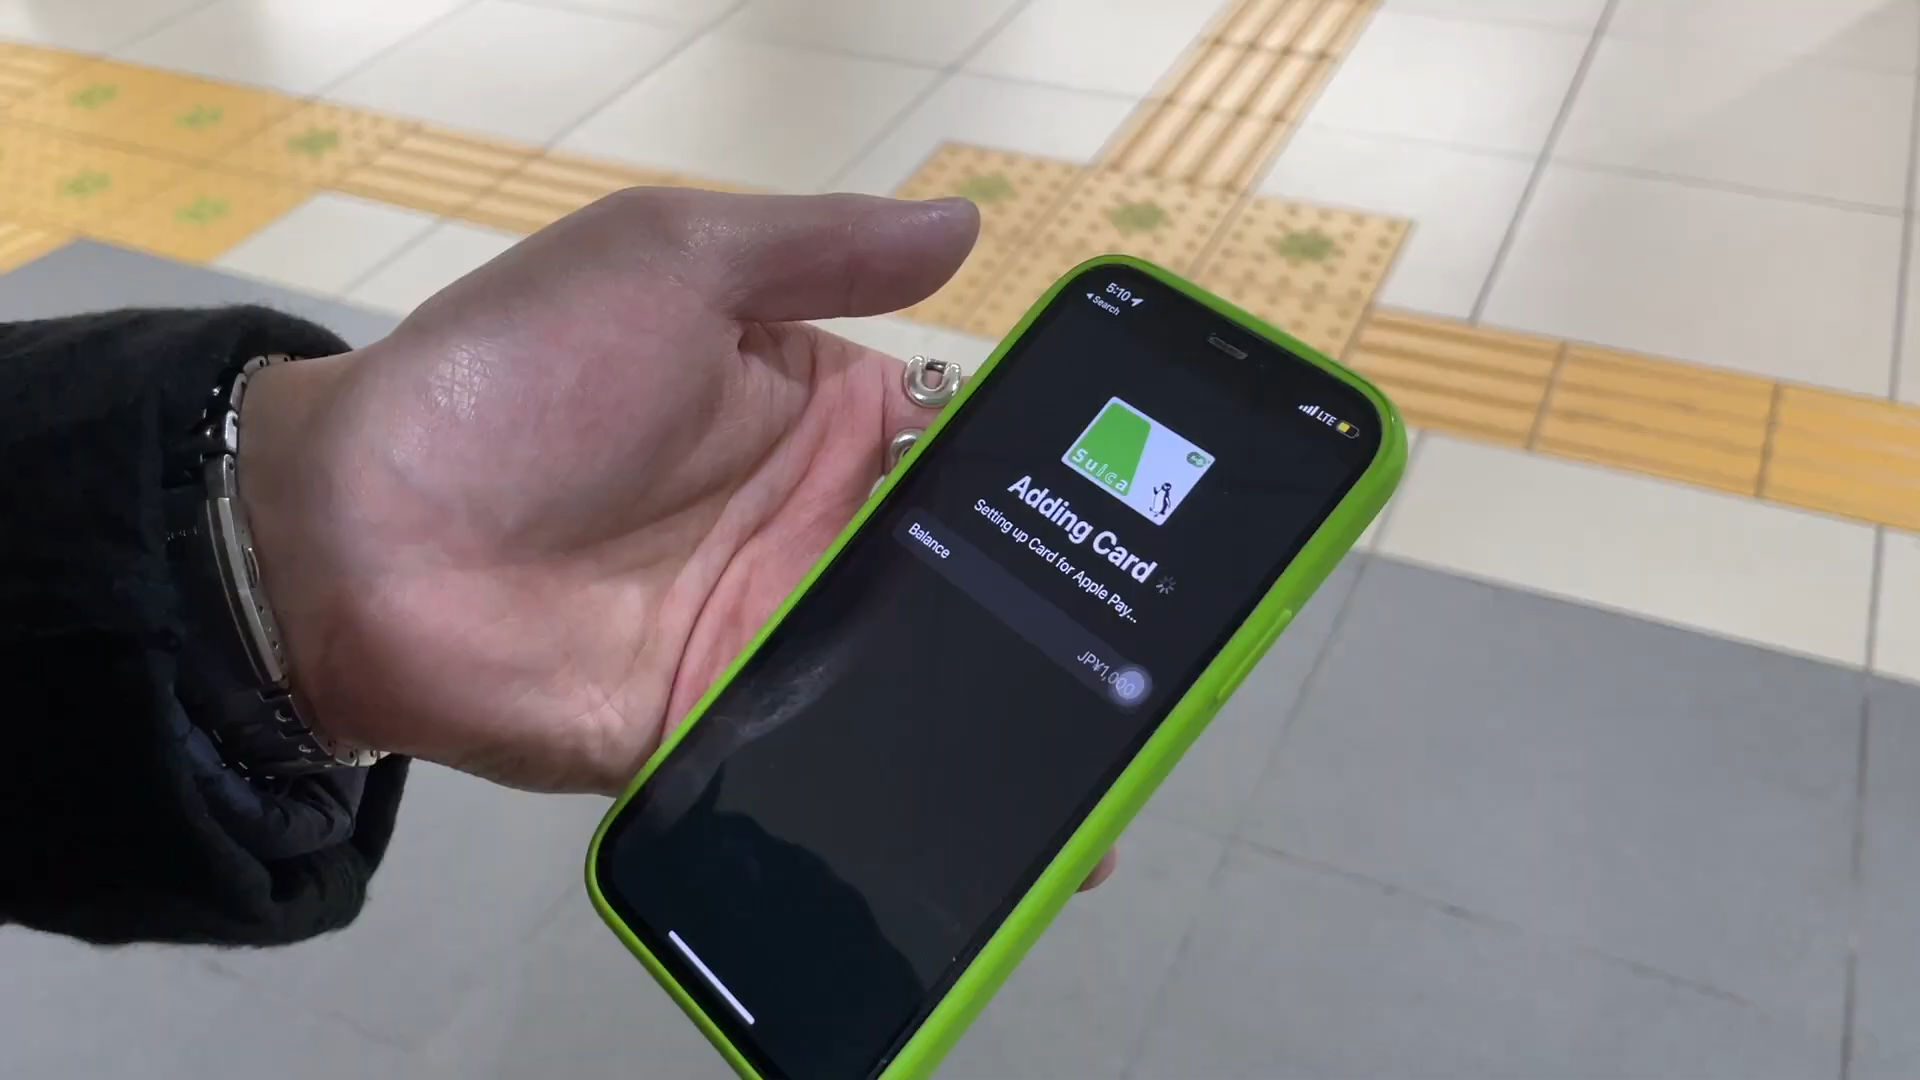 5:10
Search
LTE
Suica
Adding Card
Setting up Card for Apple Pay...
Balance
JP¥1,000